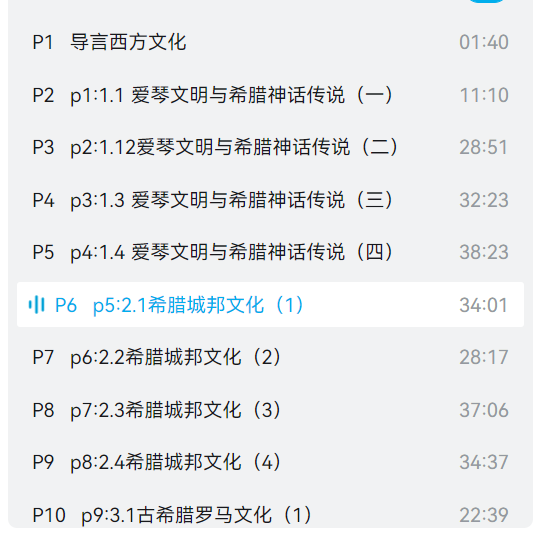 P1 导言西方文化 01:40
P2 p1:1.1 爱琴文明与希腊神话传说（一） 11:10
P3 p2:1.12爱琴文明与希腊神话传说（二） 28:51
P4 p3:1.3 爱琴文明与希腊神话传说（三） 32:23
P5 p4:1.4 爱琴文明与希腊神话传说（四） 38:23
P6 p5:2.1希腊城邦文化（1） 34:01
P7 p6:2.2希腊城邦文化（2） 28:17
P8 p7:2.3希腊城邦文化（3） 37:06
P9 p8:2.4希腊城邦文化（4） 34:37
P10 p9:3.1古希腊罗马文化（1） 22:39